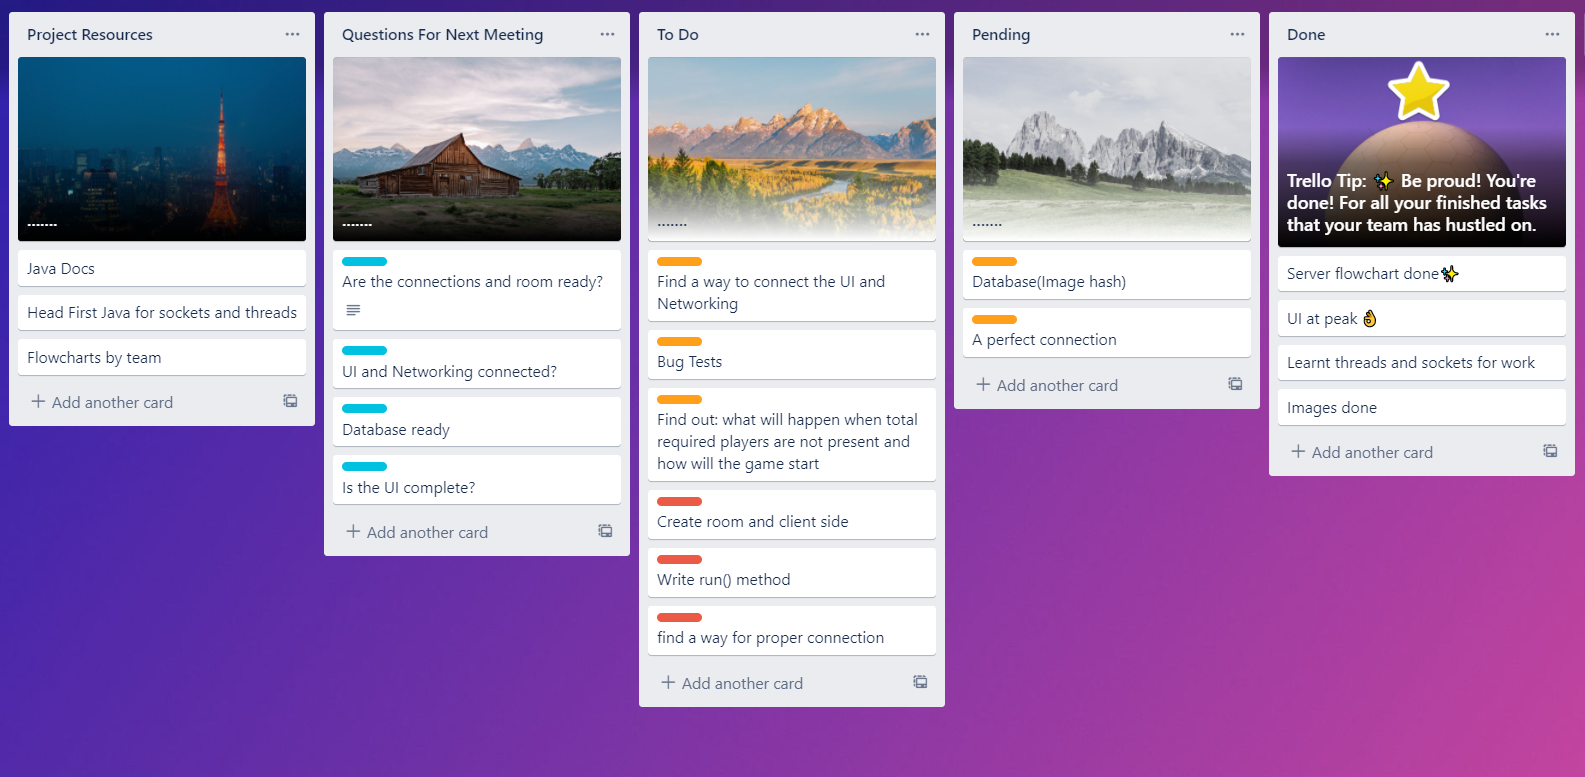 Project Resources
.......
Java Docs
Head First Java for sockets and threads
Flowcharts by team
+ Add another card
Questions For Next Meeting
.......
Are the connections and room ready?
UI and Networking connected?
Database ready
Is the UI complete?
+ Add another card
To Do
.......
Find a way to connect the UI and
Networking
Bug Tests
Find out: what will happen when total
required players are not present and
how will the game start
Create room and client side
Write run() method
find a way for proper connection
+ Add another card
Pending
.......
Database(Image hash)
A perfect connection
+ Add another card
Done
Trello Tip: ✨ Be proud! You're
done! For all your finished tasks
that your team has hustled on.
Server flowchart done✨
UI at peak 👌
Learnt threads and sockets for work
Images done
+ Add another card